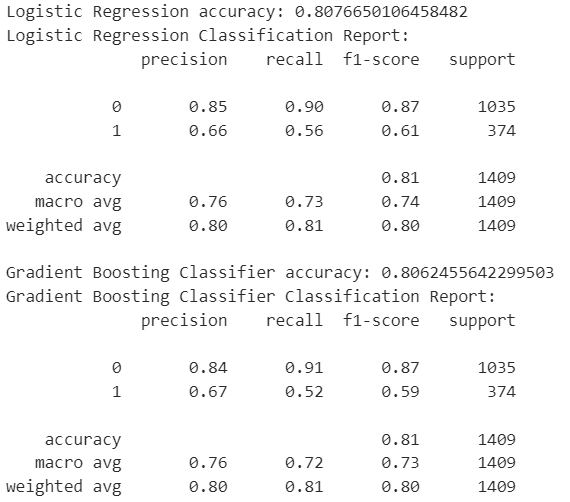 Logistic Regression accuracy: 0.8076650106458482
Logistic Regression Classification Report:
precision recall f1-score support
0 0.85 0.90 0.87 1035
1 0.66 0.56 0.61 374
accuracy 0.81 1409
macro avg 0.76 0.73 0.74 1409
weighted avg 0.80 0.81 0.80 1409
Gradient Boosting Classifier accuracy: 0.8062455642299503
Gradient Boosting Classifier Classification Report:
precision recall f1-score support
0 0.84 0.91 0.87 1035
1 0.67 0.52 0.59 374
accuracy 0.81 1409
macro avg 0.76 0.72 0.73 1409
weighted avg 0.80 0.81 0.80 1409